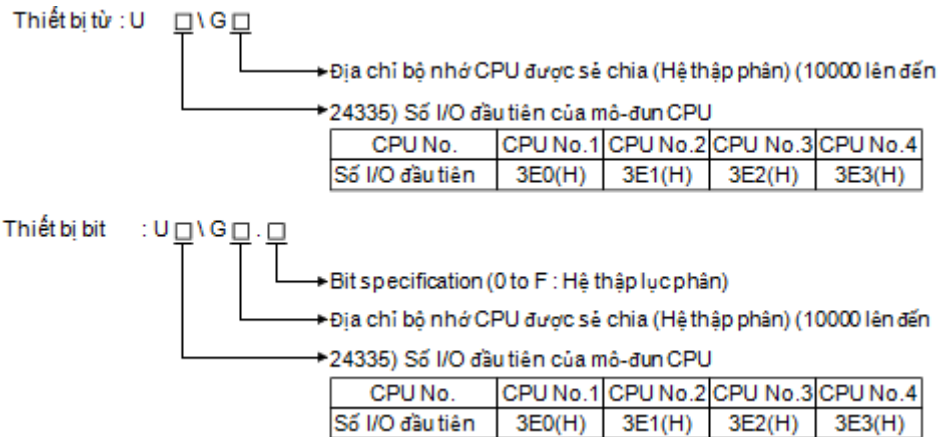 Thiết bị từ : U □ \ G □
Địa chỉ bộ nhớ CPU được sẻ chia (Hệ thập phân) (10000 lên đến
24335) Số I/O đầu tiên của mô-đun CPU
CPU No. CPU No.1 CPU No.2 CPU No.3 CPU No.4
Số I/O đầu tiên 3E0(H) 3E1(H) 3E2(H) 3E3(H)
Thiết bị bit : U □ \ G □ . □
Bit specification (0 to F : Hệ thập lục phân)
Địa chỉ bộ nhớ CPU được sẻ chia (Hệ thập phân) (10000 lên đến
24335) Số I/O đầu tiên của mô-đun CPU
CPU No. CPU No.1 CPU No.2 CPU No.3 CPU No.4
Số I/O đầu tiên 3E0(H) 3E1(H) 3E2(H) 3E3(H)